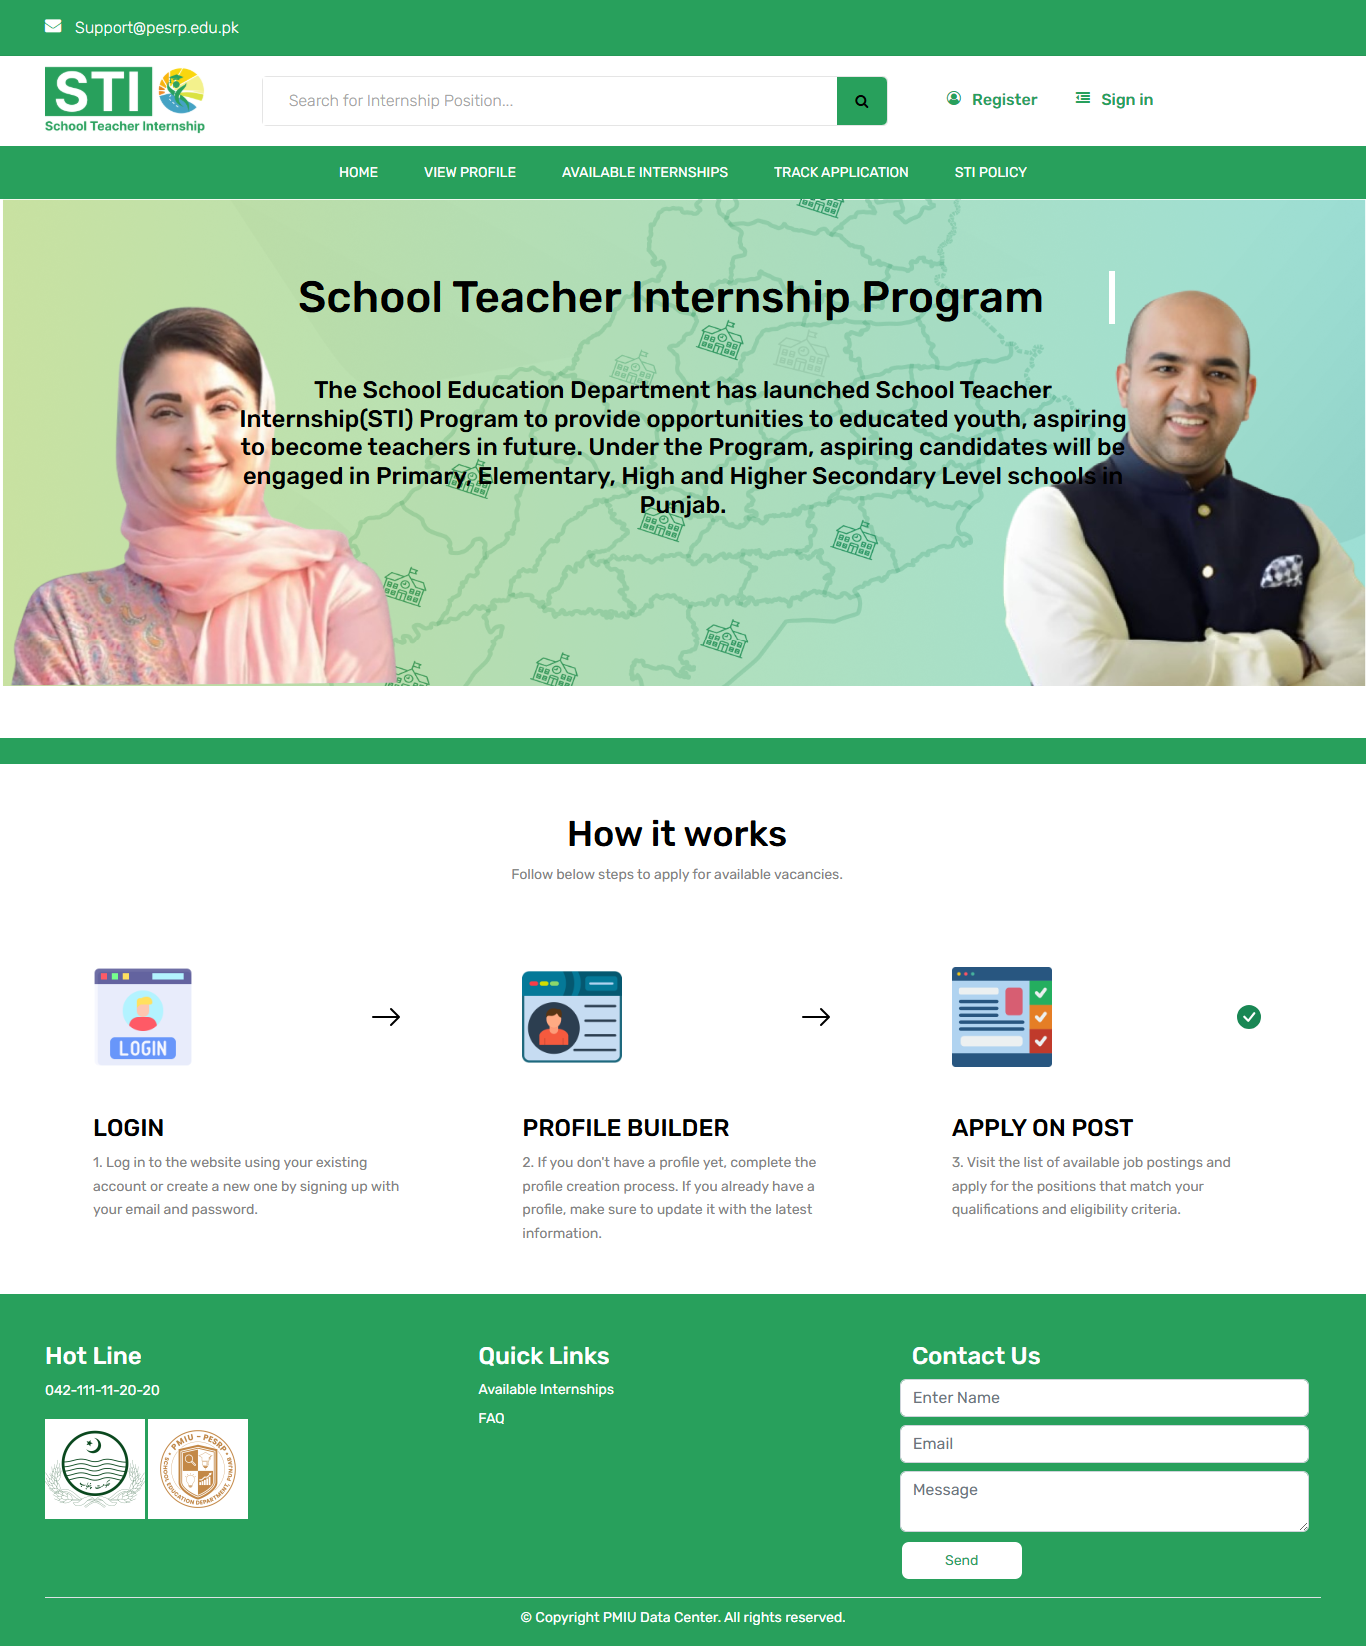 Support@pesrp.edu.pk
STI
School Teacher Internship
Search for Internship Position...
Register
Sign in
HOME
VIEW PROFILE
AVAILABLE INTERNSHIPS
TRACK APPLICATION
STI POLICY
School Teacher Internship Program
The School Education Department has launched School Teacher
Internship(STI) Program to provide opportunities to educated youth, aspiring
to become teachers in future. Under the Program, aspiring candidates will be
engaged in Primary, Elementary, High and Higher Secondary Level schools in
Punjab.
How it works
Follow below steps to apply for available vacancies.
LOGIN
LOGIN
1. Log in to the website using your existing
account or create a new one by signing up with
your email and password.
PROFILE BUILDER
2. If you don't have a profile yet, complete the
profile creation process. If you already have a
profile, make sure to update it with the latest
information.
APPLY ON POST
3. Visit the list of available job postings and
apply for the positions that match your
qualifications and eligibility criteria.
Hot Line
042-111-11-20-20
PMIU - PESRP
SCHOOL EDUCATION DEPARTMENT, PUNJAB
Quick Links
Available Internships
FAQ
Contact Us
Enter Name
Email
Message
Send
© Copyright PMIU Data Center. All rights reserved.